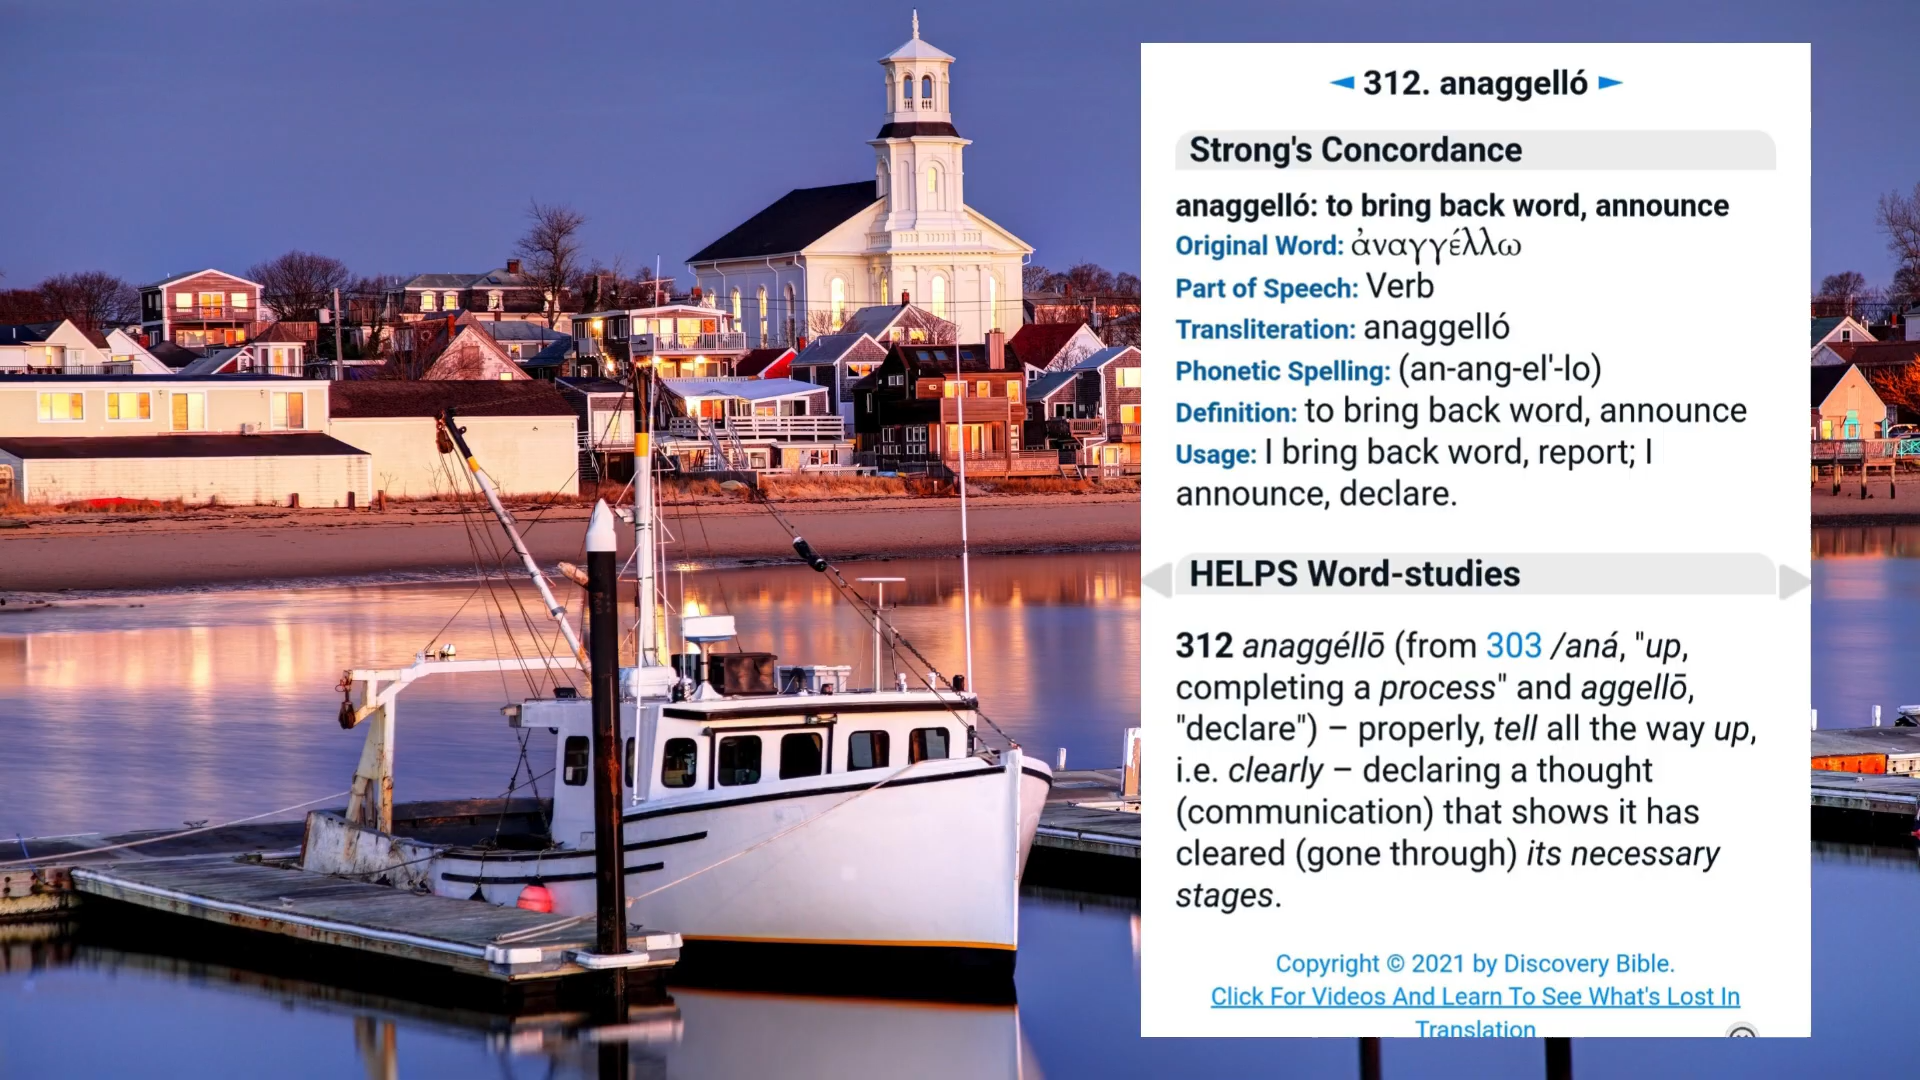 ◄ 312. anaggelló ►
Strong's Concordance
anaggelló: to bring back word, announce
Original Word: ἀναγγέλλω
Part of Speech: Verb
Transliteration: anaggelló
Phonetic Spelling: (an-ang-el'-lo)
Definition: to bring back word, announce
Usage: I bring back word, report; I
announce, declare.
HELPS Word-studies
312 anaggéllō (from 303 /aná, "up,
completing a process" and aggellō,
"declare") – properly, tell all the way up,
i.e. clearly – declaring a thought
(communication) that shows it has
cleared (gone through) its necessary
stages.
Copyright © 2021 by Discovery Bible.
Click For Videos And Learn To See What's Lost In
Translation